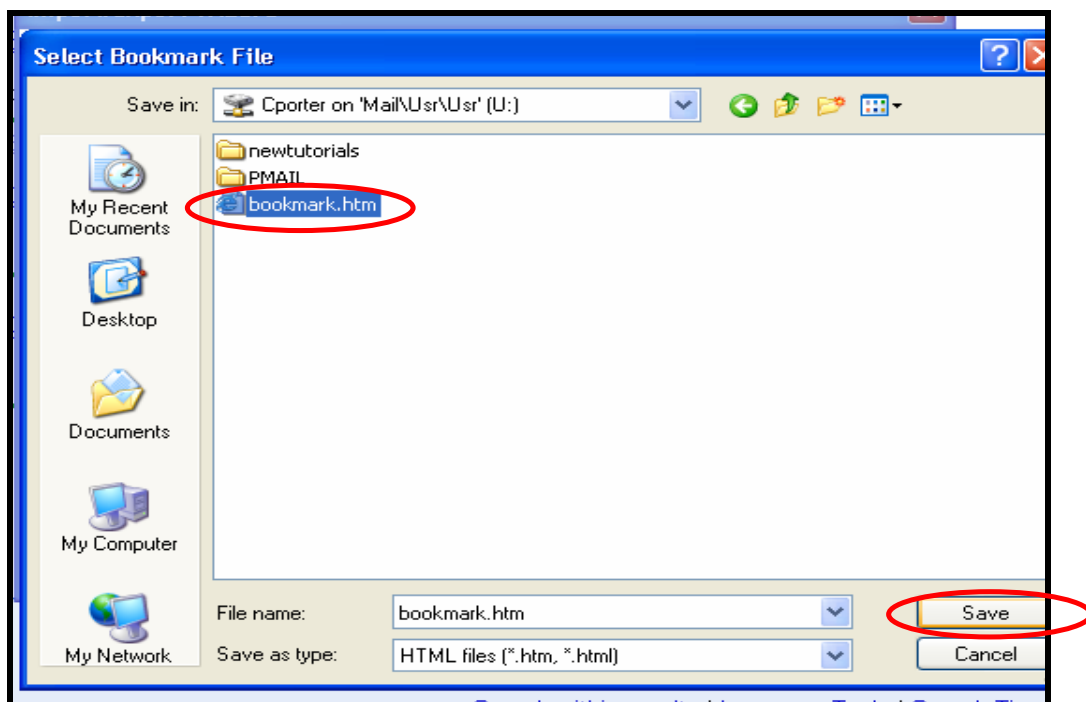 Select Bookmark File
Save in:
Cporter on 'Mail\Usr\Usr' (U:)
newtutorials
PMAIL
bookmark.htm
My Recent
Documents
Desktop
Documents
My Computer
My Network
File name:
bookmark.htm
Save
Save as type:
HTML files (*.htm, *.html)
Cancel